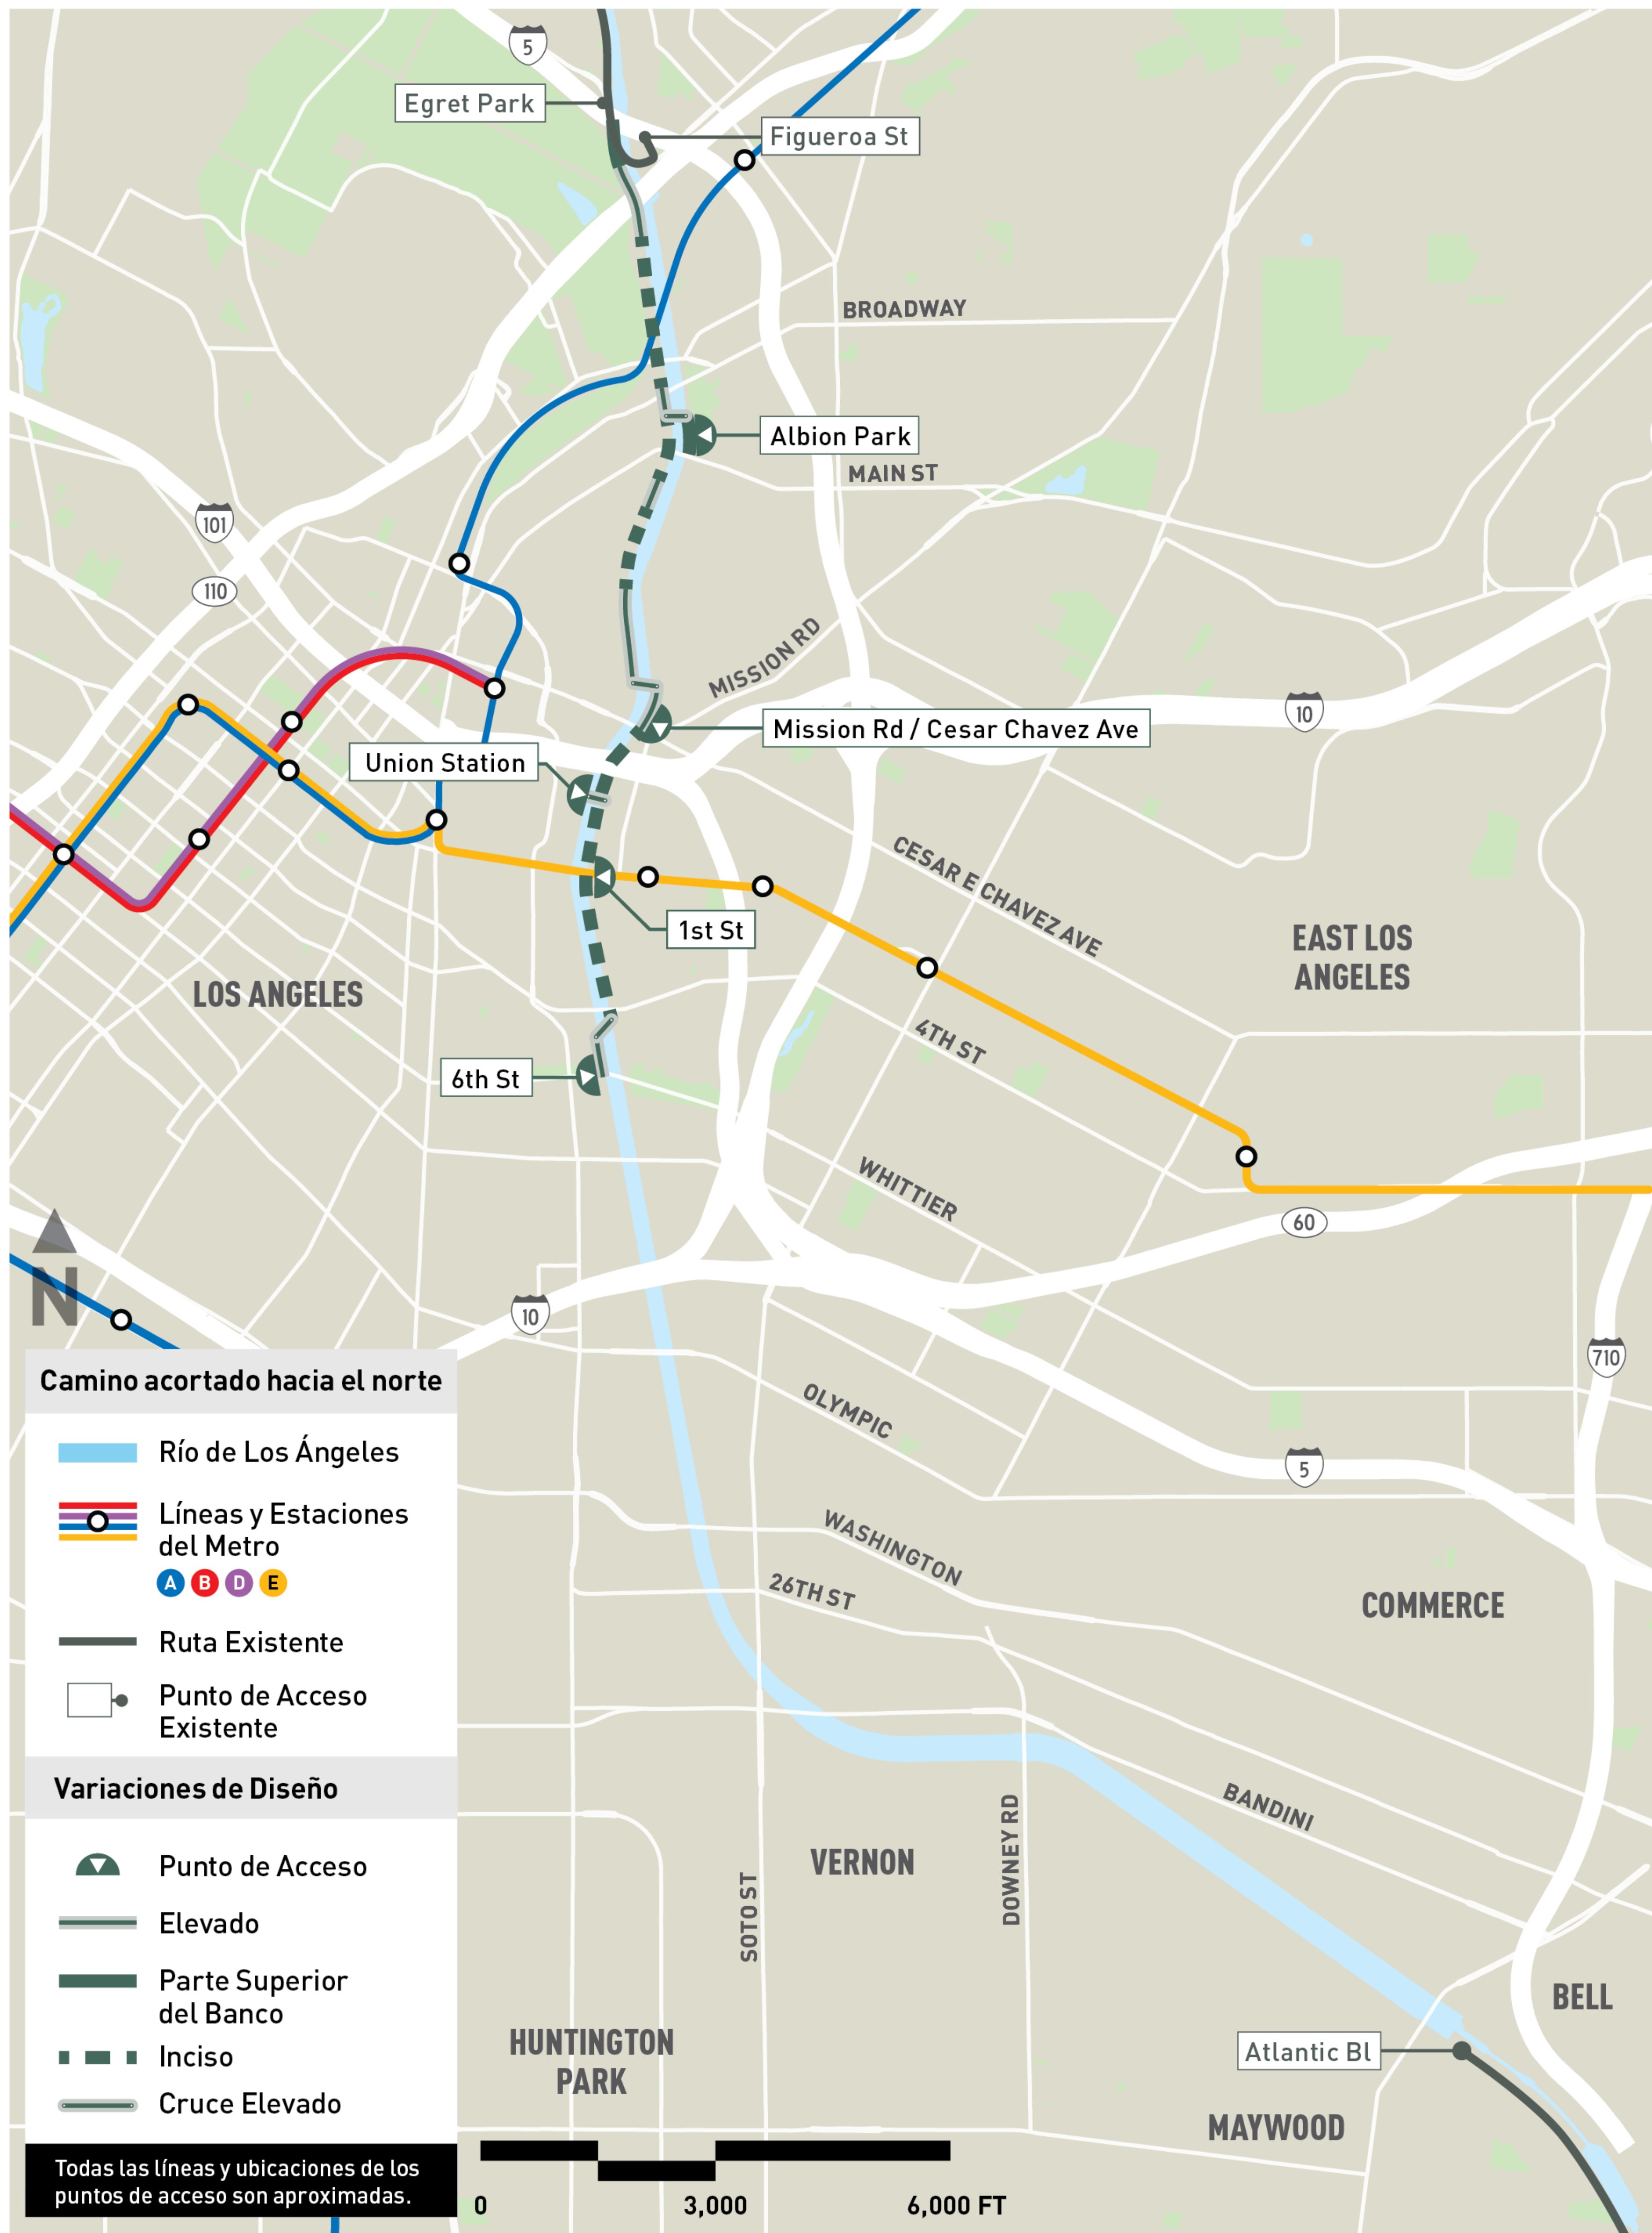 5
Egret Park
Figueroa St
BROADWAY
Albion Park
MAIN ST
101
110
MISSION RD
10
Mission Rd / Cesar Chavez Ave
Union Station
CESAR E CHAVEZ AVE
1st St
EAST LOS
ANGELES
LOS ANGELES
4TH ST
6th St
WHITTIER
60
N
10
710
OLYMPIC
5
WASHINGTON
26TH ST
COMMERCE
BANDINI
VERNON
DOWNEY RD
SOTO ST
BELL
HUNTINGTON
PARK
Atlantic Bl
MAYWOOD
Camino acortado hacia el norte
Río de Los Ángeles
Líneas y Estaciones
del Metro
A B D E
Ruta Existente
Punto de Acceso
Existente
Variaciones de Diseño
Punto de Acceso
Elevado
Parte Superior
del Banco
Inciso
Cruce Elevado
Todas las líneas y ubicaciones de los
puntos de acceso son aproximadas.
0 3,000 6,000 FT